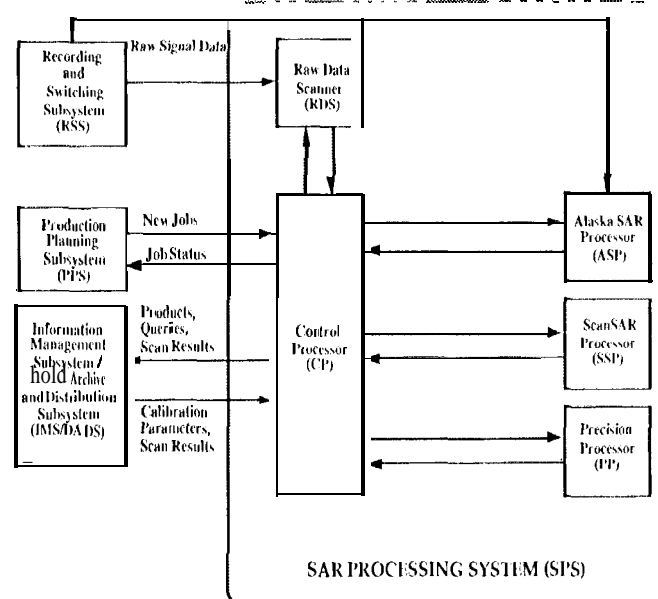 Raw Signal Data
Recording
and
Switching
Subsystem
(RSS)
Raw Data
Scanner
(RDS)
Production
Planning
Subsystem
(PPS)
New Jobs
Job Status
Alaska SAR
Processor
(ASP)
Information
Management
Subsystem /
hold Archive
and Distribution
Subsystem
(IMS/DADS)
Products,
Queries,
Scan Results
Calibration
Parameters,
Scan Results
Control
Processor
(CP)
ScanSAR
Processor
(SSP)
Precision
Processor
(PP)
SAR PROCESSING SYSTEM (SPS)